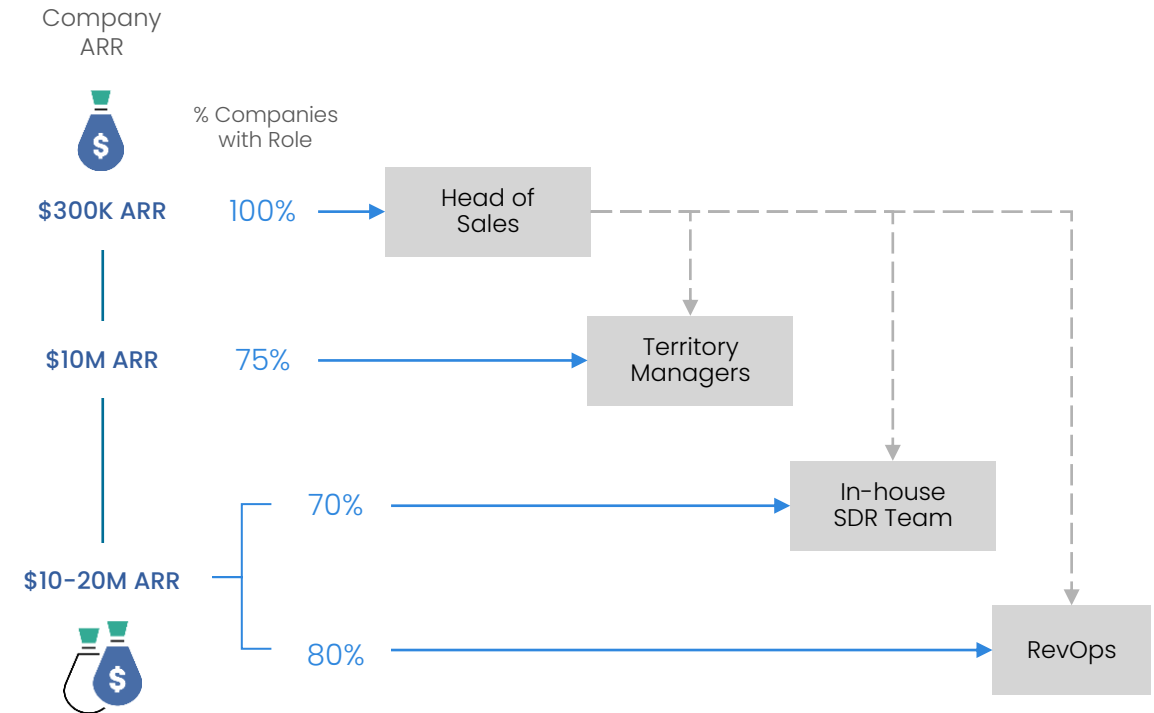 Company
ARR
$
% Companies
with Role
$300K ARR
100%
Head of
Sales
$10M ARR
75%
Territory
Managers
70%
In-house
SDR Team
$10-20M ARR
80%
RevOps
$